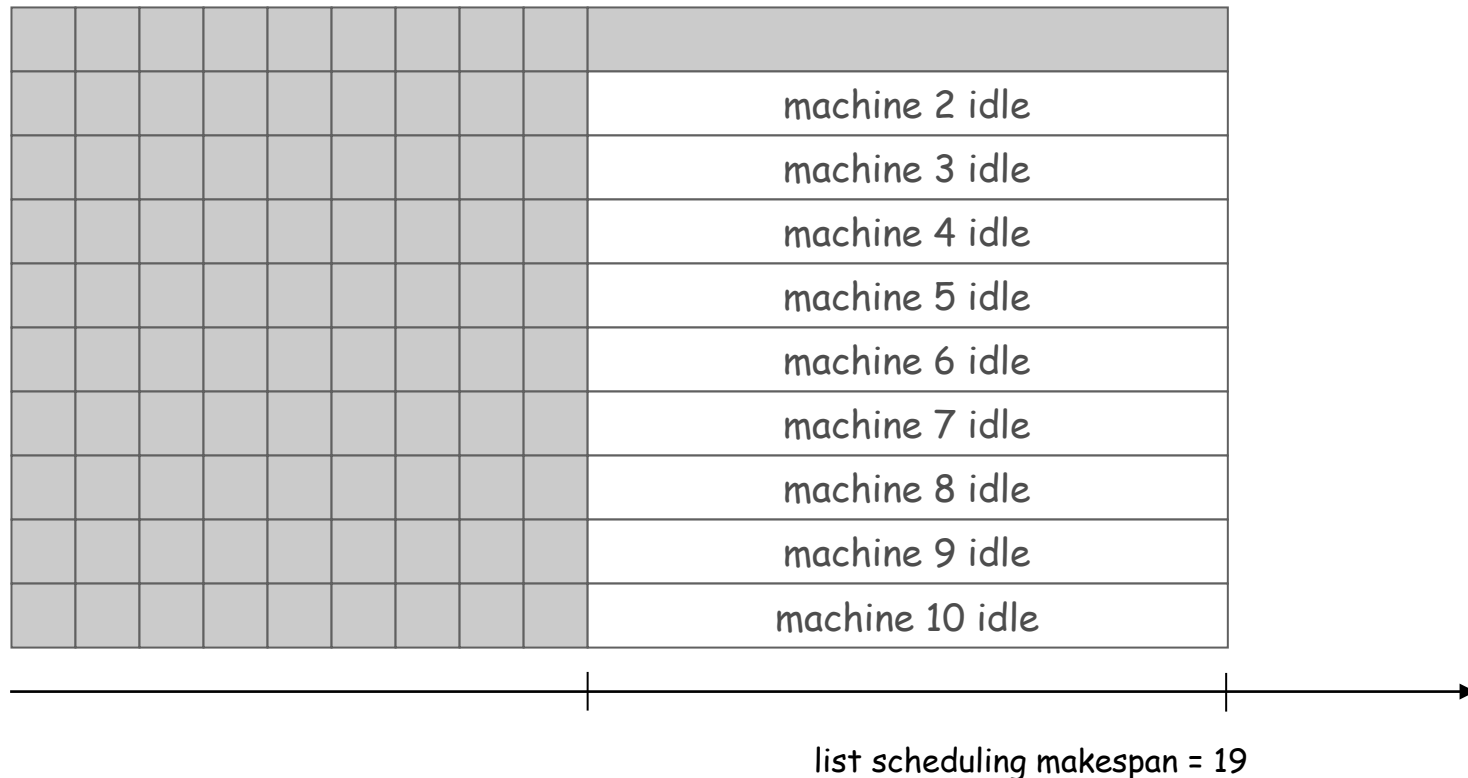 machine 2 idle
machine 3 idle
machine 4 idle
machine 5 idle
machine 6 idle
machine 7 idle
machine 8 idle
machine 9 idle
machine 10 idle
list scheduling makespan = 19